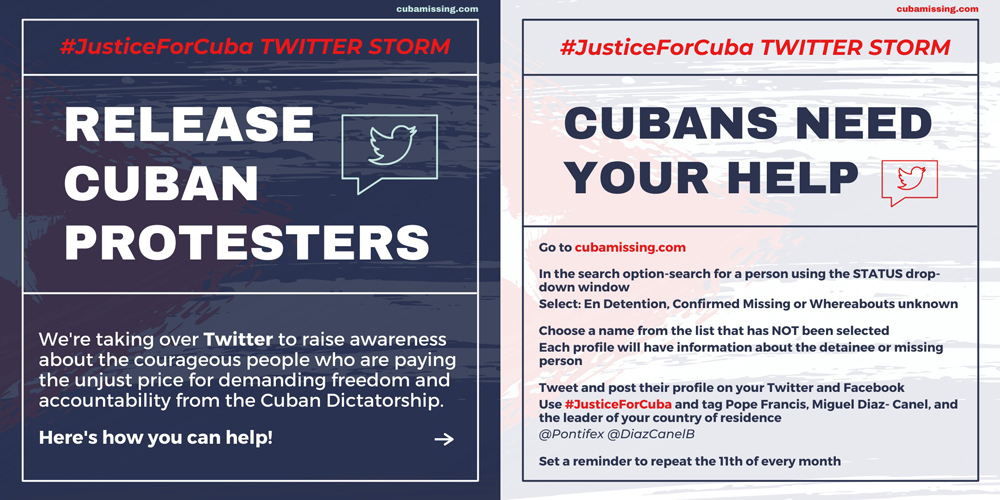 cubamissing.com
#JusticeForCuba TWITTER STORM
RELEASE
CUBAN
PROTESTERS
We're taking over Twitter to raise awareness
about the courageous people who are paying
the unjust price for demanding freedom and
accountability from the Cuban Dictatorship.
Here's how you can help!
cubamissing.com
#JusticeForCuba TWITTER STORM
CUBANS NEED
YOUR HELP
Go to cubamissing.com
In the search option-search for a person using the STATUS drop-
down window
Select: En Detention, Confirmed Missing or Whereabouts unknown
Choose a name from the list that has NOT been selected
Each profile will have information about the detainee or missing
person
Tweet and post their profile on your Twitter and Facebook
Use #JusticeForCuba and tag Pope Francis, Miguel Diaz- Canel, and
the leader of your country of residence
@Pontifex @DiazCanelB
Set a reminder to repeat the 11th of every month